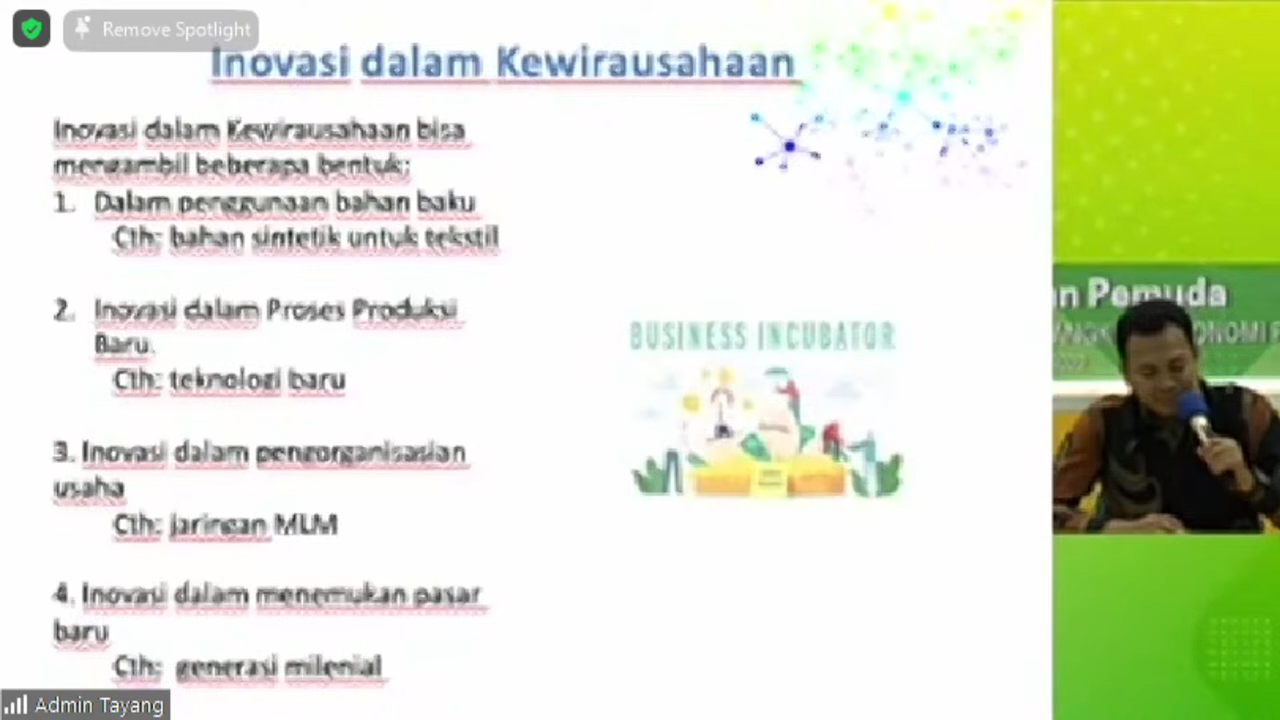 Remove Spotlight
Inovasi dalam Kewirausahaan
Inovasi dalam Kewirausahaan bisa
mengambil beberapa bentuk;
1. Dalam penggunaan bahan baku
Cth: bahan sintetik untuk tekstil
2. Inovasi dalam Proses Produksi
Baru.
Cth: teknologi baru
3. Inovasi dalam pengorganisasian
usaha
Cth: jaringan MLM
4. Inovasi dalam menemukan pasar
baru
Cth: generasi milenial
BUSINESS INCUBATOR
Pemuda
Admin Tayang